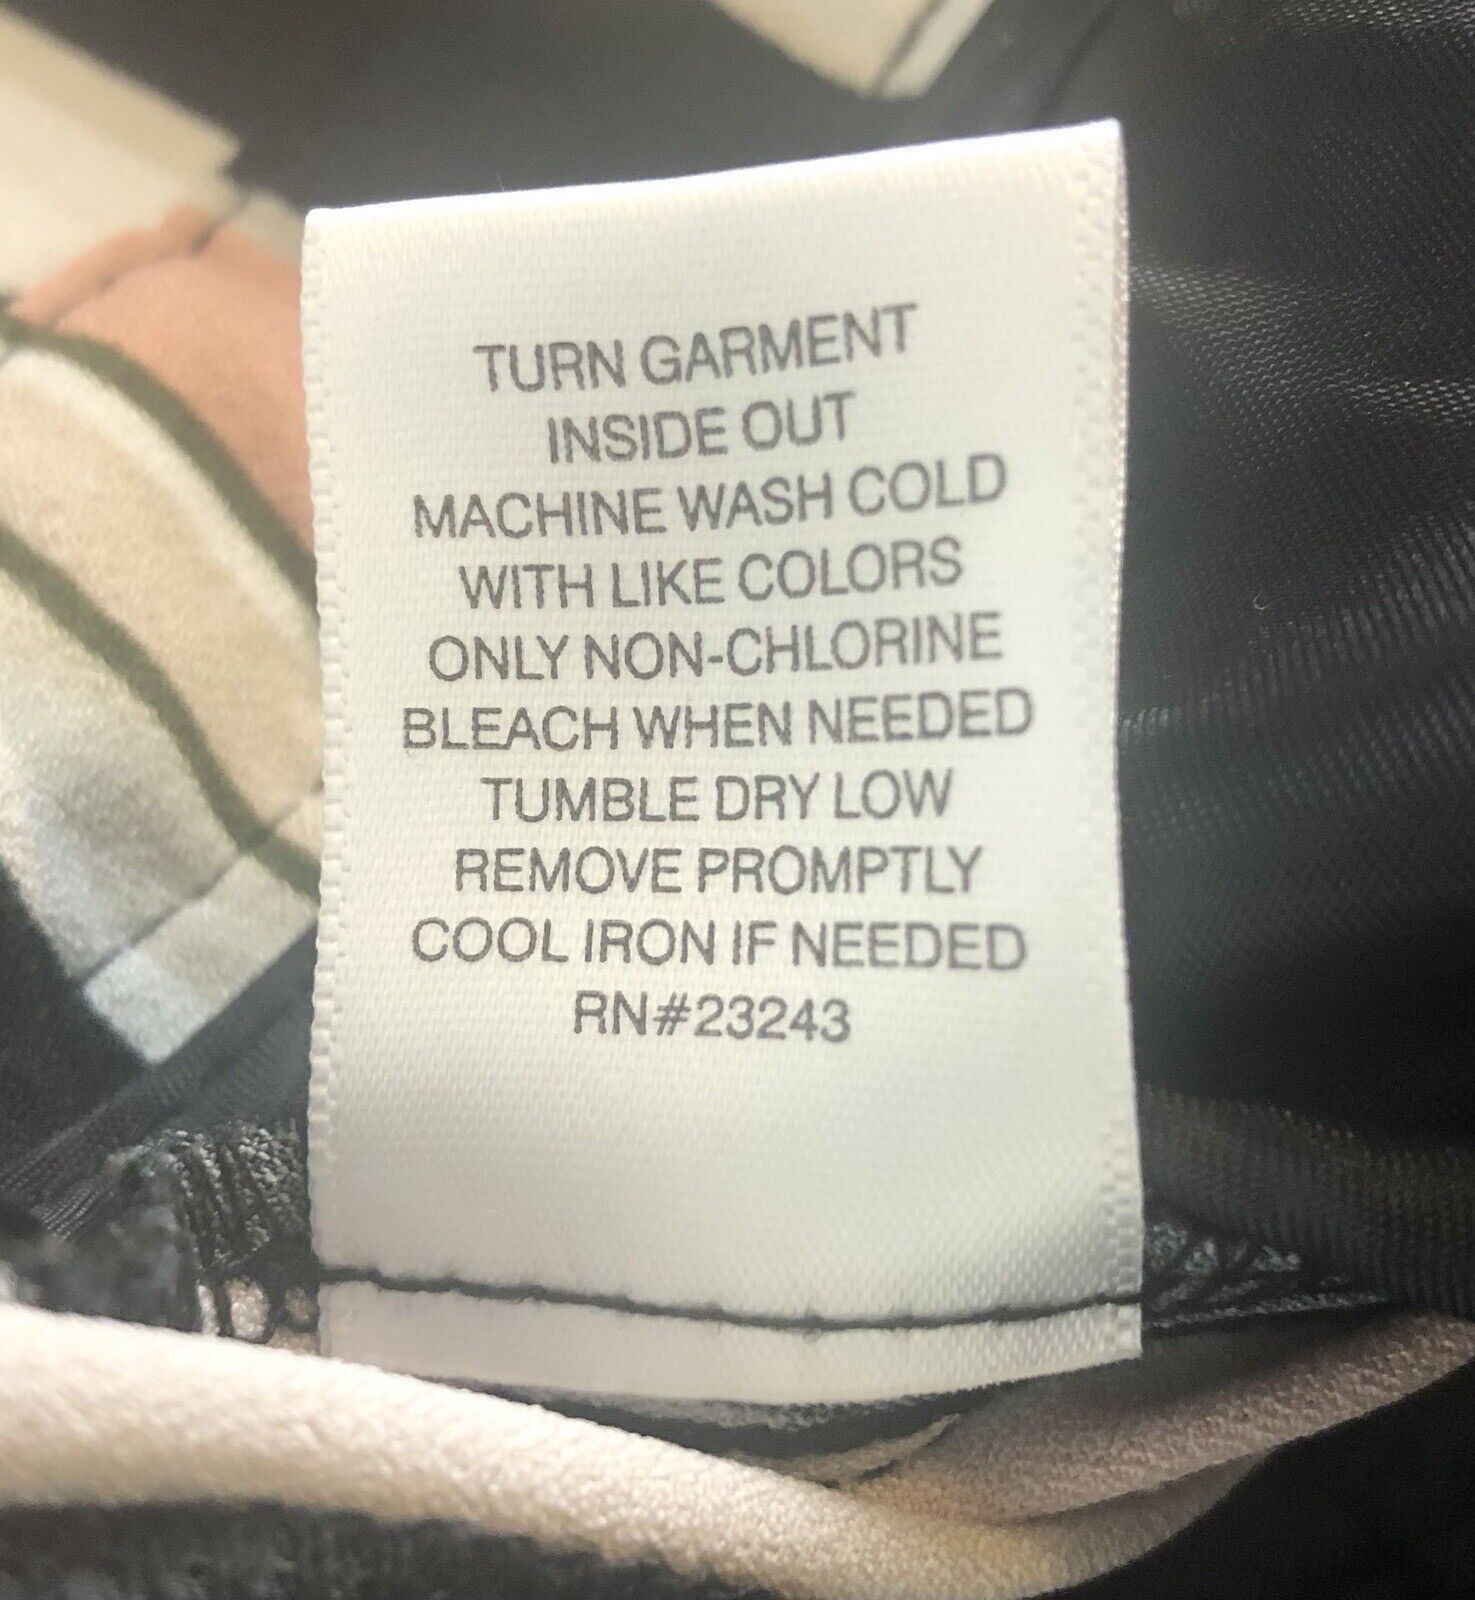 TURN GARMENT
INSIDE OUT
MACHINE WASH COLD
WITH LIKE COLORS
ONLY NON-CHLORINE
BLEACH WHEN NEEDED
TUMBLE DRY LOW
REMOVE PROMPTLY
COOL IRON IF NEEDED
RN#23243